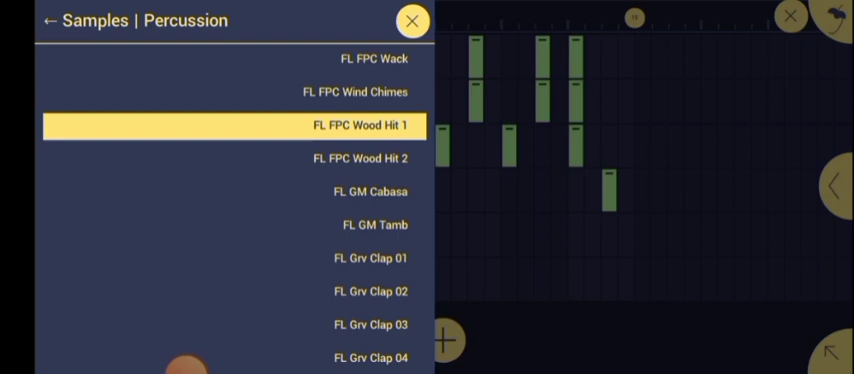 ← Samples | Percussion
FL FPC Wack
FL FPC Wind Chimes
FL FPC Wood Hit 1
FL FPC Wood Hit 2
FL GM Cabasa
FL GM Tamb
FL Grv Clap 01
FL Grv Clap 02
FL Grv Clap 03
FL Grv Clap 04